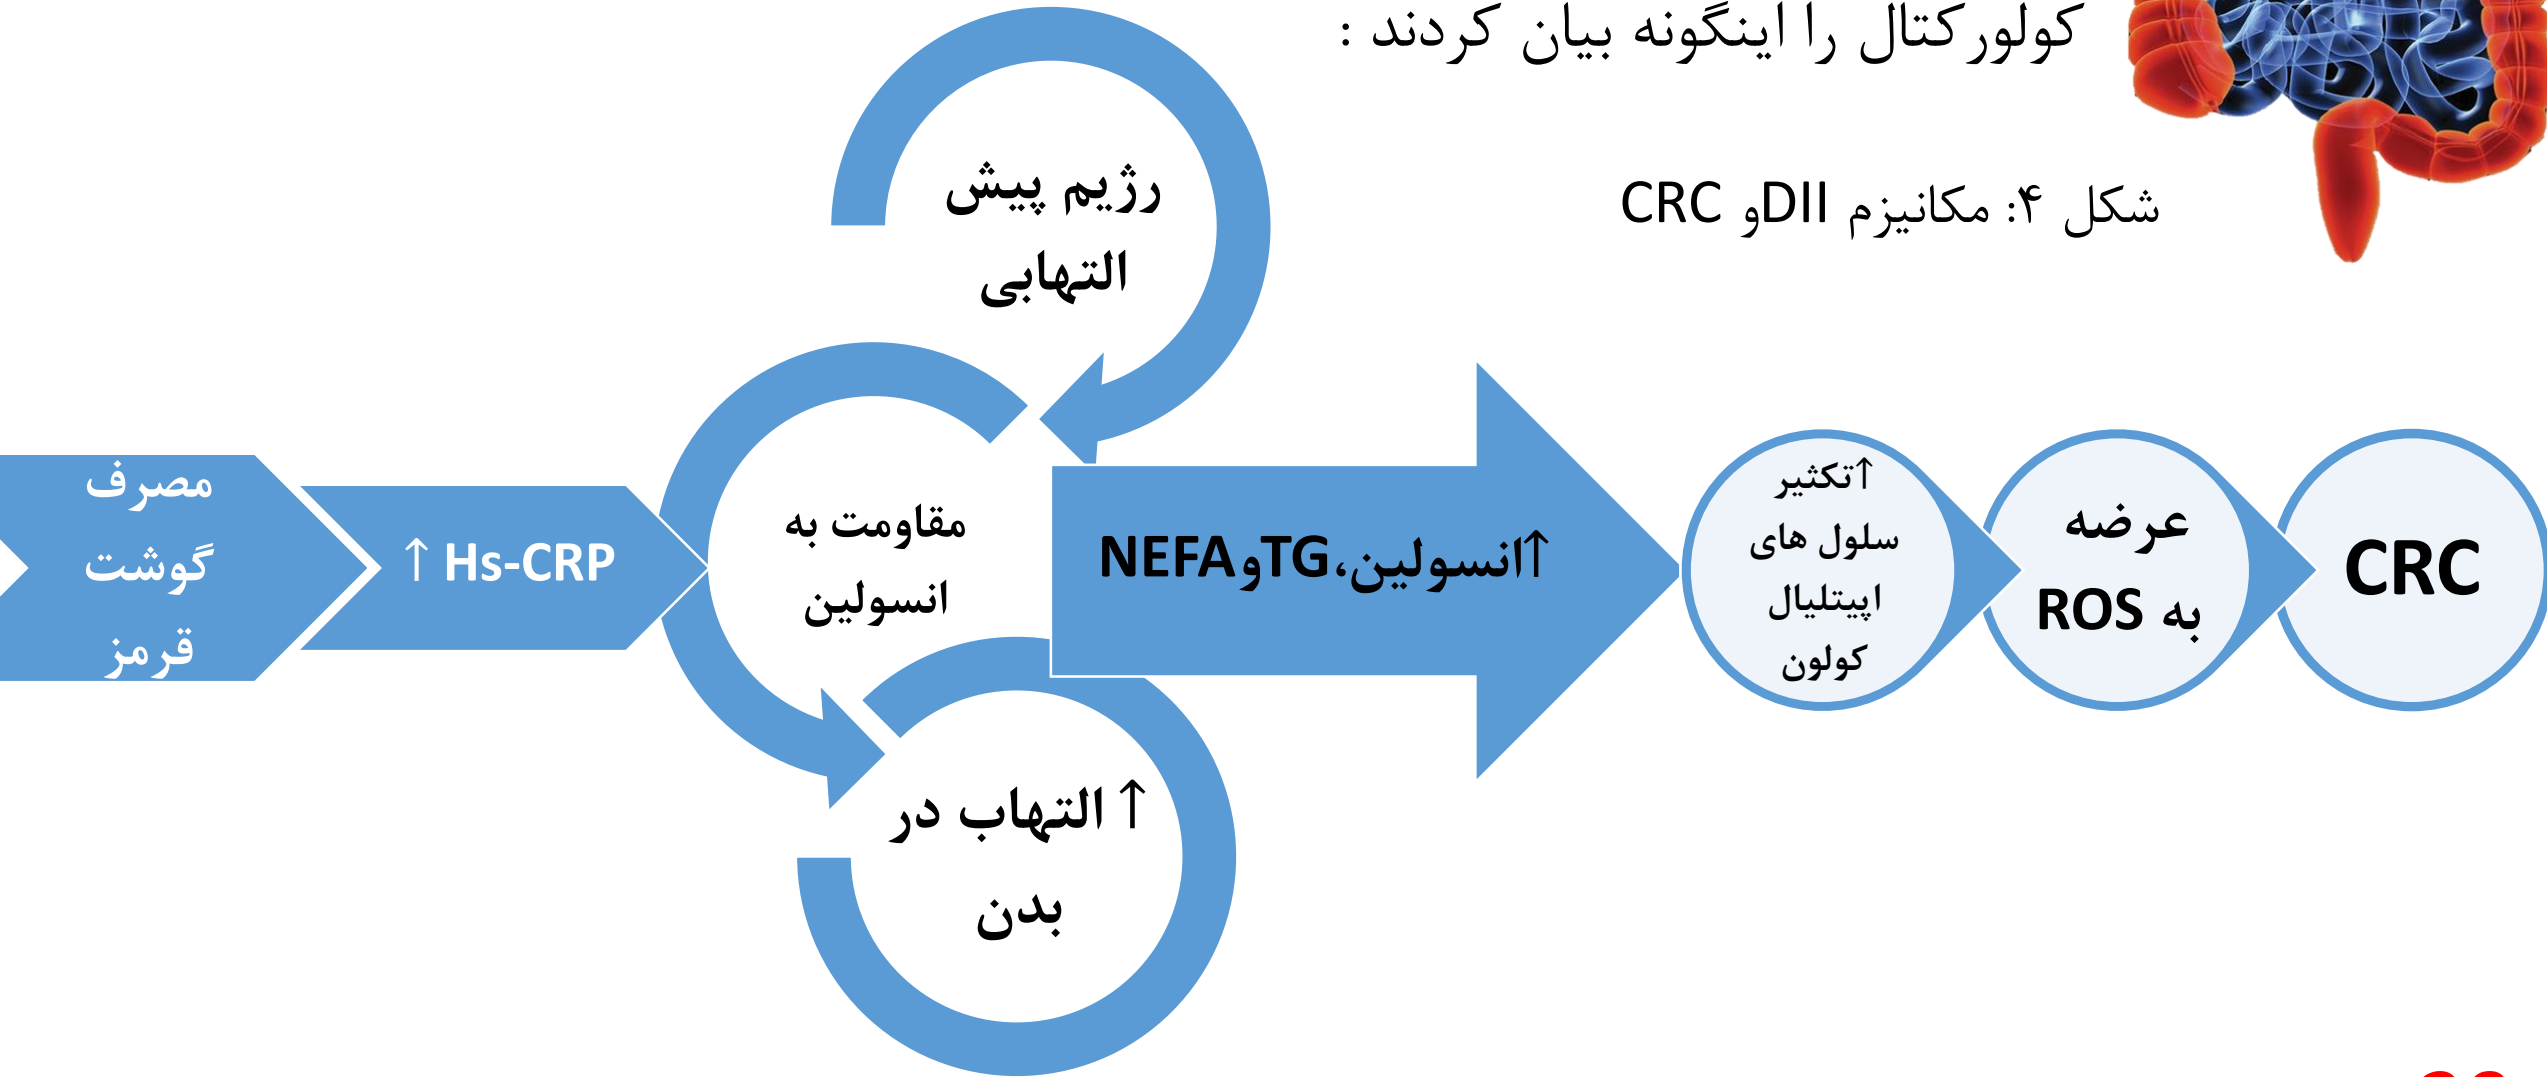 کولورکتال را اینگونه بیان کردند :
شکل ۴: مکانیزم DIIو CRC
رژیم پیش
التهابی
مصرف
گوشت
قرمز
↑ Hs-CRP
مقاومت به
انسولین
↑ التهاب در
بدن
↑انسولین،TGوNEFA
↑تکثیر
سلول های
اپیتلیال
کولون
عرضه
به ROS
CRC